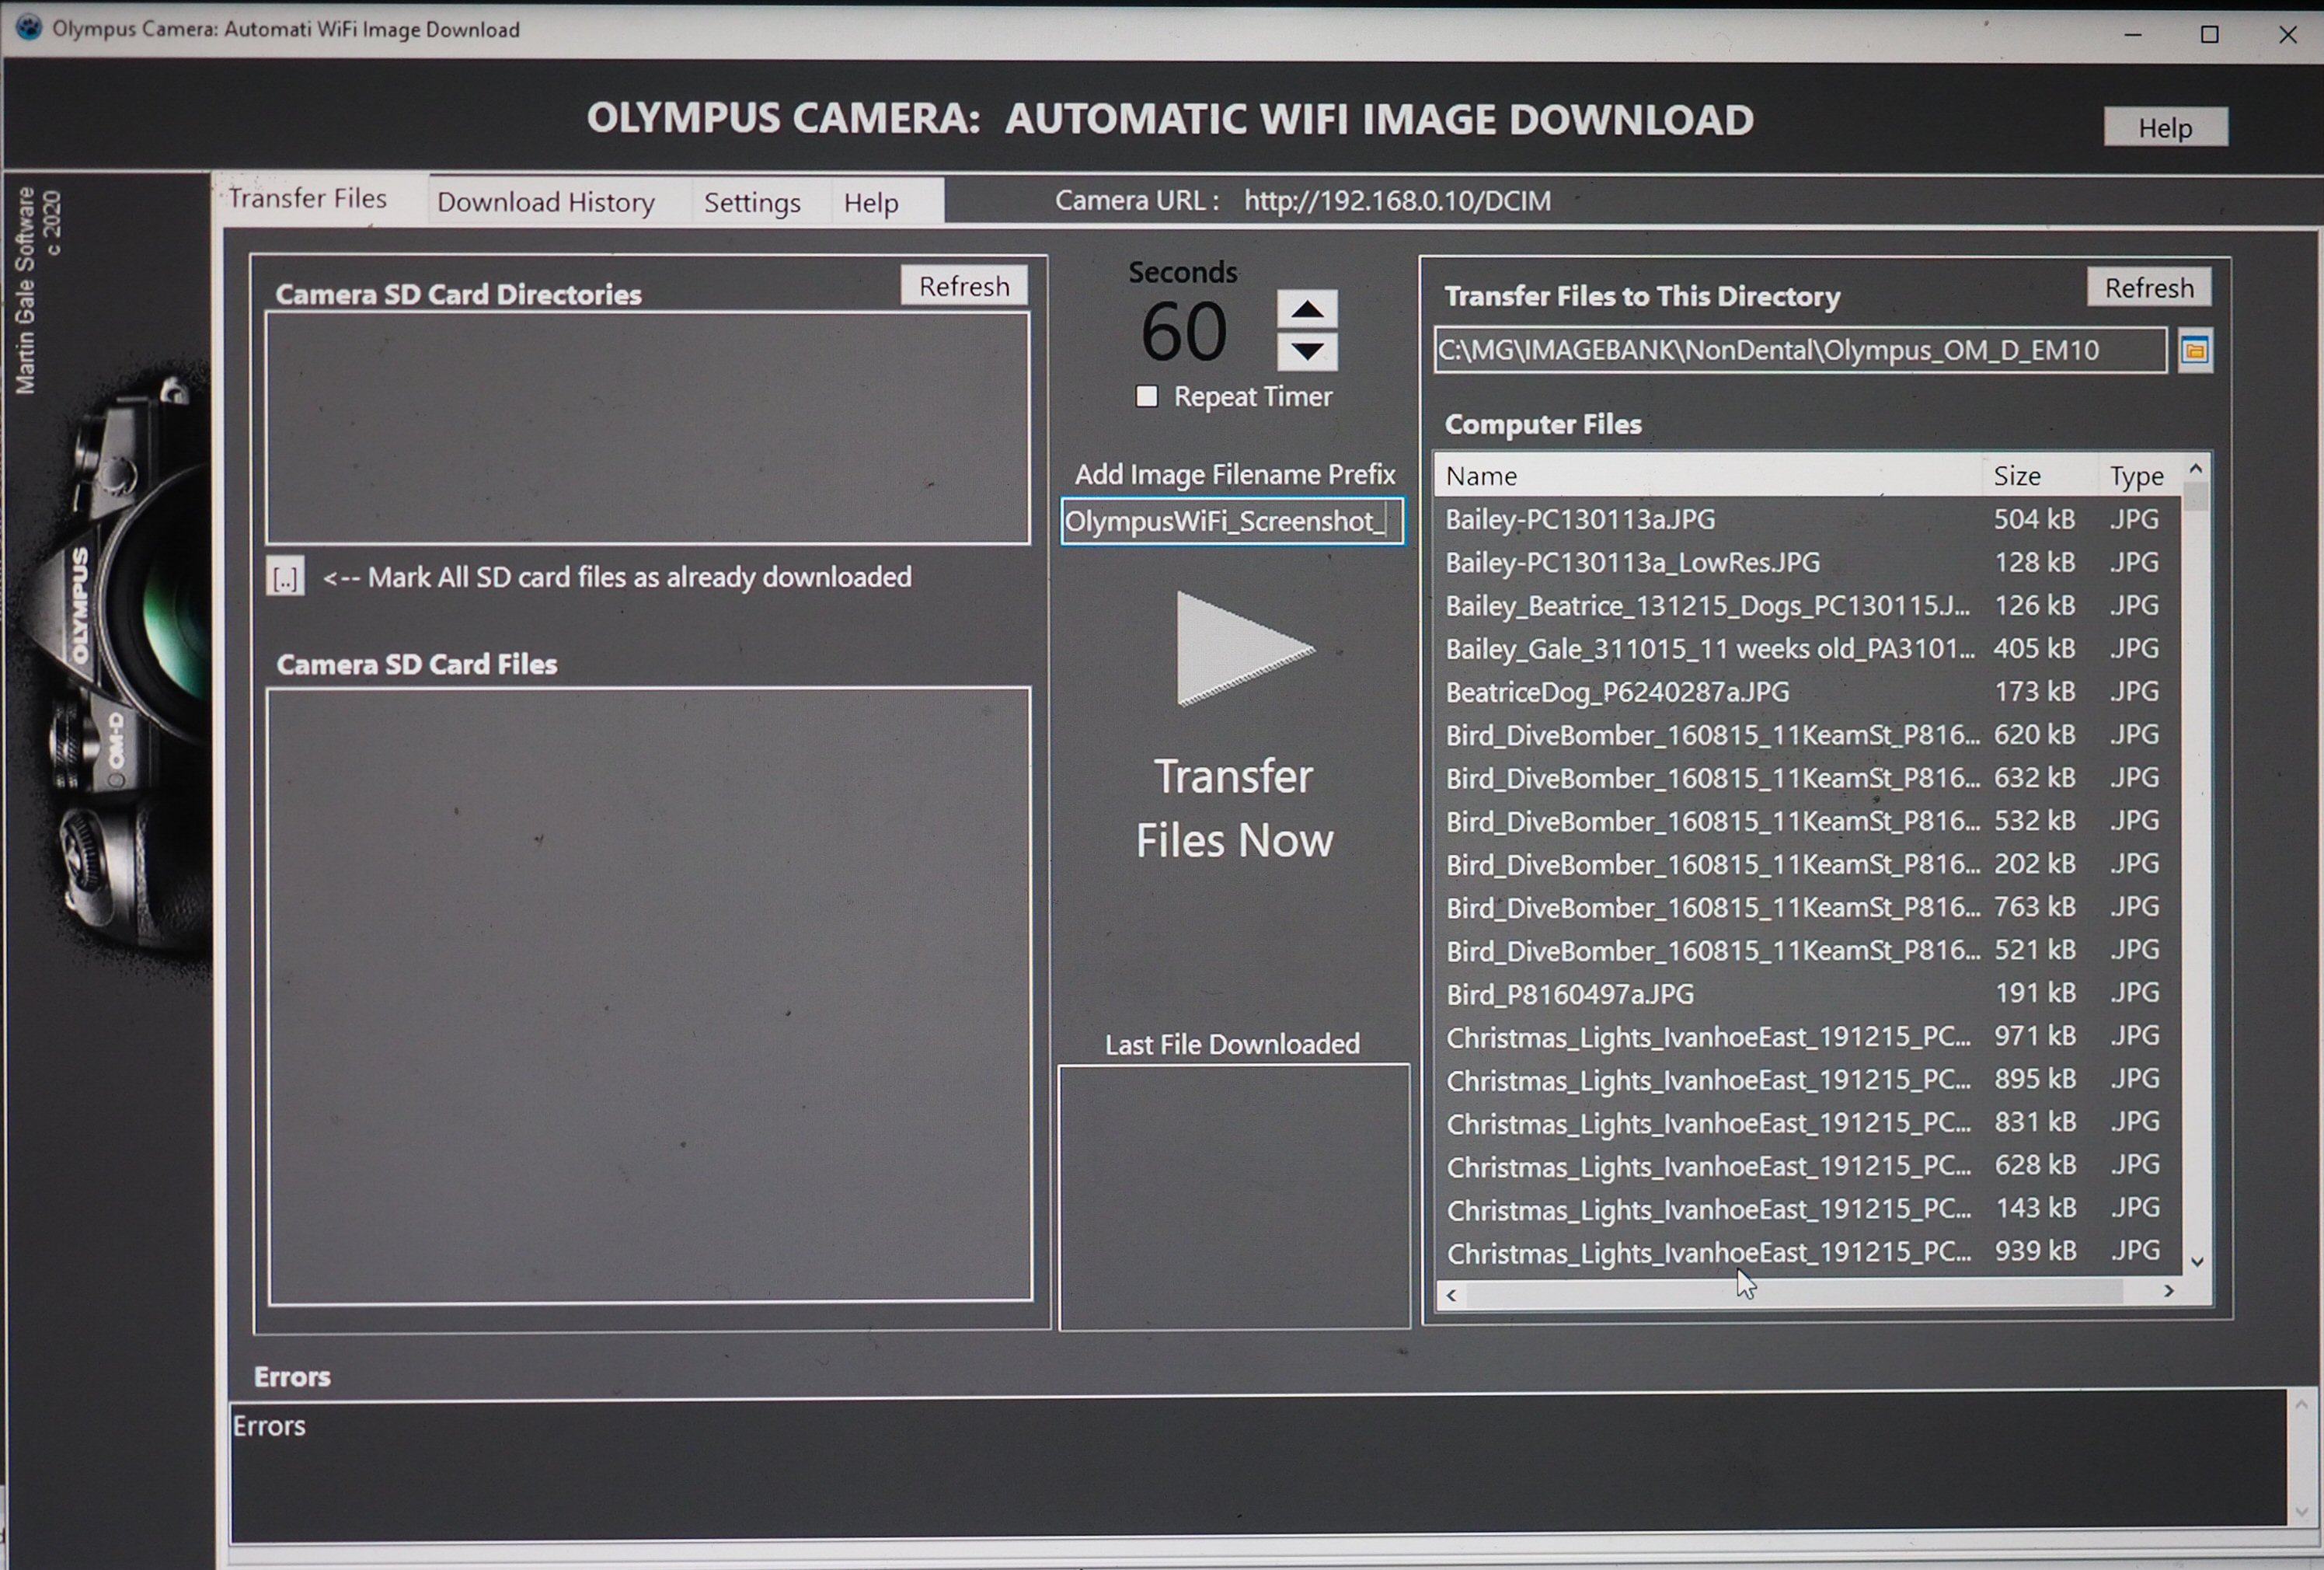 Olympus Camera: Automati WiFi Image Download
OLYMPUS CAMERA: AUTOMATIC WIFI IMAGE DOWNLOAD
Help
Martin Gale Software
c 2020
OLYMPUS
OM-D
Transfer Files
Download History
Settings
Help
Camera URL : http://192.168.0.10/DCIM
Camera SD Card Directories
Refresh
[..]
<-- Mark All SD card files as already downloaded
Camera SD Card Files
Seconds
60
Repeat Timer
Add Image Filename Prefix
OlympusWiFi_Screenshot_
Transfer
Files Now
Last File Downloaded
Transfer Files to This Directory
Refresh
C:\MG\IMAGEBANK\NonDental\Olympus_OM_D_EM10
Computer Files
Name Size Type
Bailey-PC130113a.JPG 504 kB .JPG
Bailey-PC130113a_LowRes.JPG 128 kB .JPG
Bailey_Beatrice_131215_Dogs_PC130115.J... 126 kB .JPG
Bailey_Gale_311015_11 weeks old_PA3101... 405 kB .JPG
BeatriceDog_P6240287a.JPG 173 kB .JPG
Bird_DiveBomber_160815_11KeamSt_P816... 620 kB .JPG
Bird_DiveBomber_160815_11KeamSt_P816... 632 kB .JPG
Bird_DiveBomber_160815_11KeamSt_P816... 532 kB .JPG
Bird_DiveBomber_160815_11KeamSt_P816... 202 kB .JPG
Bird_DiveBomber_160815_11KeamSt_P816... 763 kB .JPG
Bird_DiveBomber_160815_11KeamSt_P816... 521 kB .JPG
Bird_P8160497a.JPG 191 kB .JPG
Christmas_Lights_IvanhoeEast_191215_PC... 971 kB .JPG
Christmas_Lights_IvanhoeEast_191215_PC... 895 kB .JPG
Christmas_Lights_IvanhoeEast_191215_PC... 831 kB .JPG
Christmas_Lights_IvanhoeEast_191215_PC... 628 kB .JPG
Christmas_Lights_IvanhoeEast_191215_PC... 143 kB .JPG
Christmas_Lights_IvanhoeEast_191215_PC... 939 kB .JPG
Errors
Errors